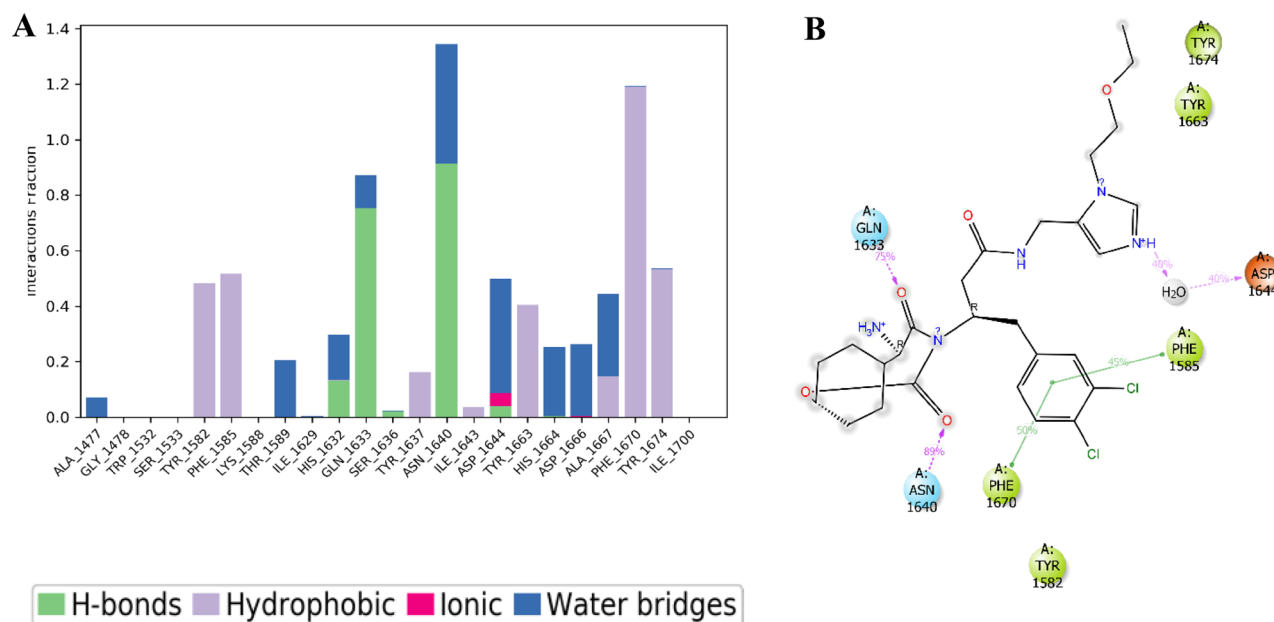 A
Interactions Fraction
1.4
1.2
1.0
0.8
0.6
0.4
0.2
0.0
ALA_1477
GLY_1478
TRP_1532
SER_1533
TYR_1582
PHE_1585
LYS_1588
THR_1589
ILE_1629
HIS_1632
GLN_1633
SER_1636
TYR_1637
ASN_1640
ILE_1643
ASP_1644
TYR_1663
HIS_1664
ASP_1666
ALA_1667
PHE_1670
TYR_1674
ILE_1700
H-bonds Hydrophobic Ionic Water bridges
B
A:
TYR
1674
A:
TYR
1663
O
?
N
A:
GLN
1633
75%
O
O
N
H
N+H
40%
H₂O
40%
A:
ASP
1644
H₃N+
R
?
N
R
O
O
89%
A:
ASN
1640
A:
PHE
1585
45%
50%
Cl
Cl
A:
PHE
1670
A:
TYR
1582